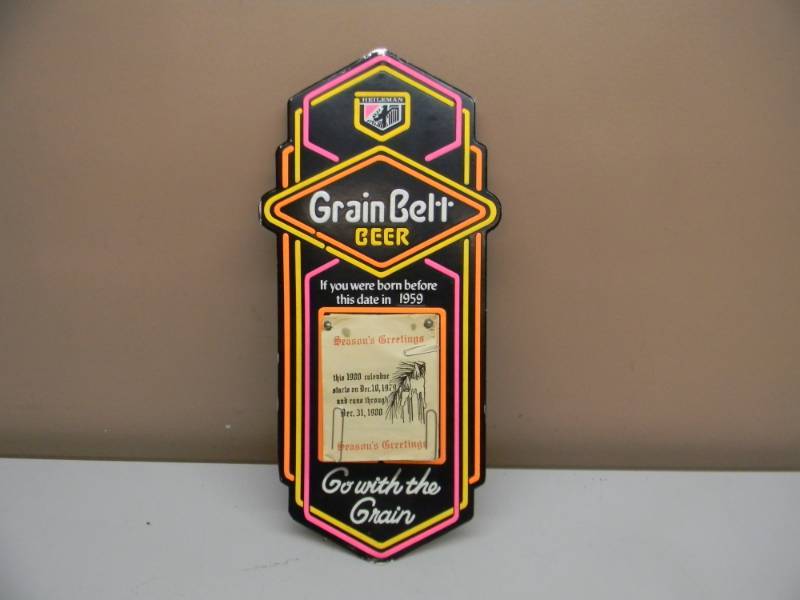 HEILEMAN
Grain Belt
BEER
If you were born before
this date in 1959
Season's Greetings
this 1980 calendar
starts on Dec. 10, 1979
and runs through
Dec. 31, 1980
Season's Greetings
Go with the
Grain